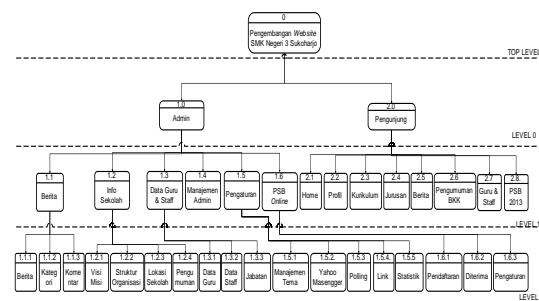 0
Pengembangan Website
SMK Negeri 3 Sukoharjo
TOP LEVEL
1.0
Admin
2.0
Pengunjung
LEVEL 0
1.1
Berita
1.2
Info
Sekolah
1.3
Data Guru
& Staff
1.4
Manajemen
Admin
1.5
Pengaturan
1.6
PSB
Online
2.1
Home
2.2
Profil
2.3
Kurikulum
2.4
Jurusan
2.5
Berita
2.6
Pengumuman
BKK
2.7
Guru &
Staff
2.8.
PSB
2013
LEVEL 1
1.1.1
Berita
1.1.2
Kateg
ori
1.1.3
Kome
ntar
1.2.1
Visi
Misi
1.2.2
Struktur
Organisasi
1.2.3
Lokasi
Sekolah
1.2.4
Pengu
muman
1.3.1
Data
Guru
1.3.2
Data
Staff
1.3.3
Jabatan
1.5.1
Manajemen
Tema
1.5.2.
Yahoo
Masengger
1.5.3
Polling
1.5.4.
Link
1.5.5
Statistik
1.6.1
Pendaftaran
1.6.2
Diterima
1.6.3
Pengaturan
LEVEL